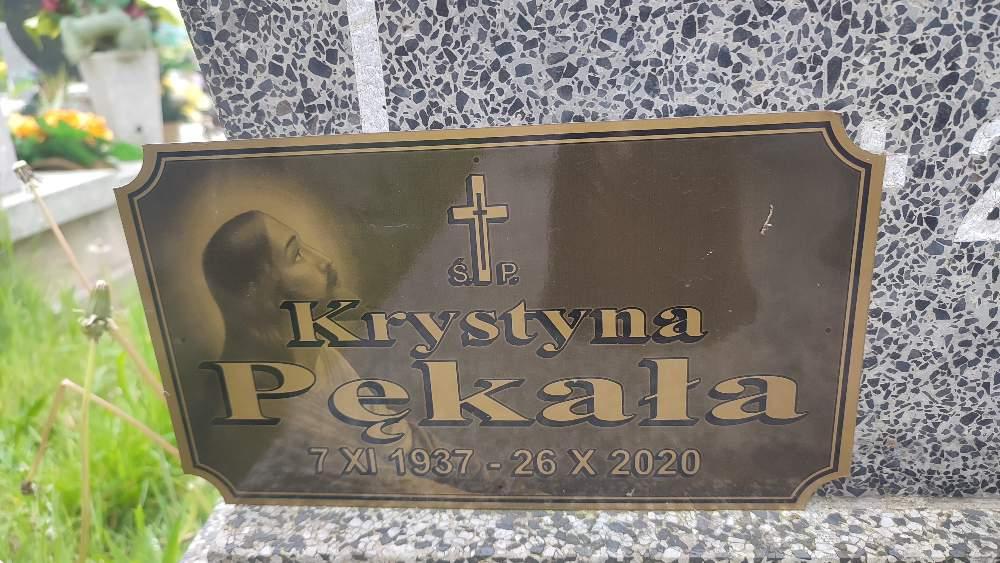 Ś. P.
Krystyna
Pękała
7 XI 1937 - 26 X 2020